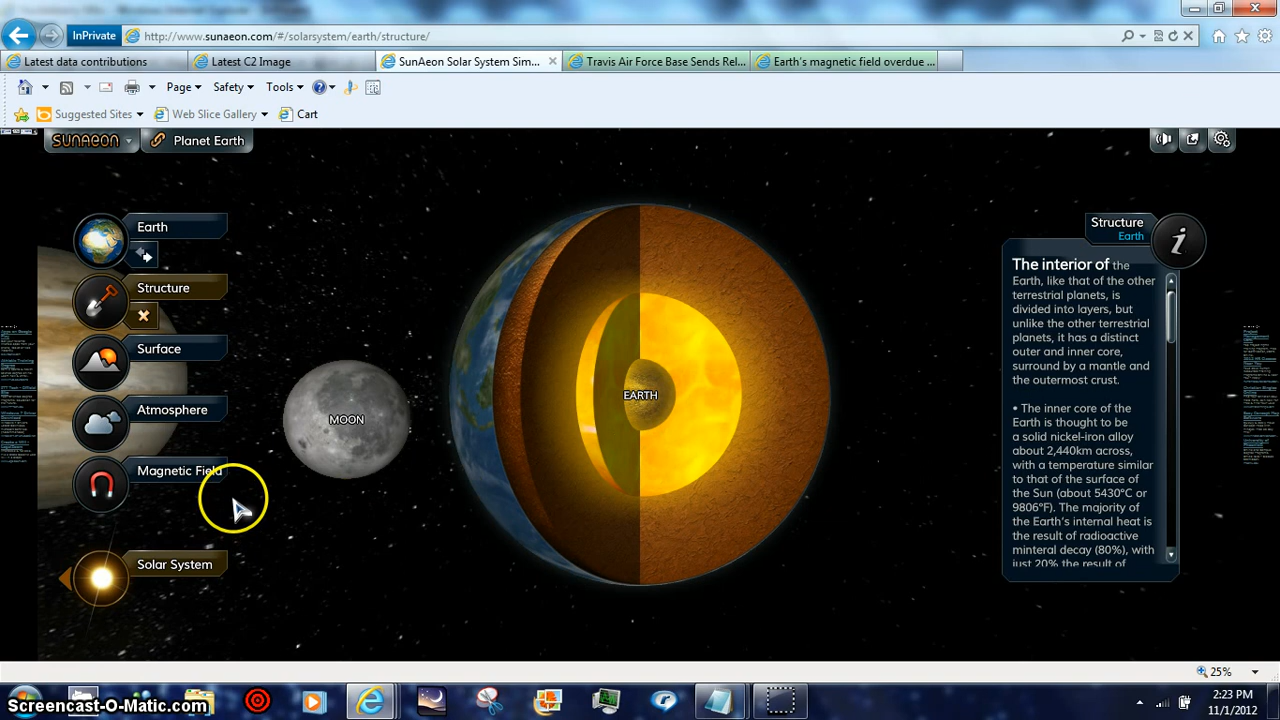 InPrivate
http://www.sunaeon.com/#/solarsystem/earth/structure/
Latest data contributions
Latest C2 Image
SunAeon Solar System Sim...
Travis Air Force Base Sends Rel...
Earth's magnetic field overdue ...
Page
Safety
Tools
Suggested Sites
Web Slice Gallery
Cart
SUNAEON
Planet Earth
Earth
Structure
Surface
Atmosphere
Magnetic Field
Solar System
MOON
EARTH
Structure
Earth
The interior of the
Earth, like that of the other
terrestrial planets, is
divided into layers, but
unlike the other terrestrial
planets, it has a distinct
outer and inner core,
surround by a mantle and
the outermost crust.
• The inner core of the
Earth is thought to be
a solid nickel-iron alloy
about 2,440km across,
with a temperature similar
to that of the surface of
the Sun (about 5430°C or
9806°F). The majority of
the Earth's internal heat is
the result of radioactive
minteral decay (80%), with
just 20% the result of
25%
Screencast-O-Matic.com
2:23 PM
11/1/2012